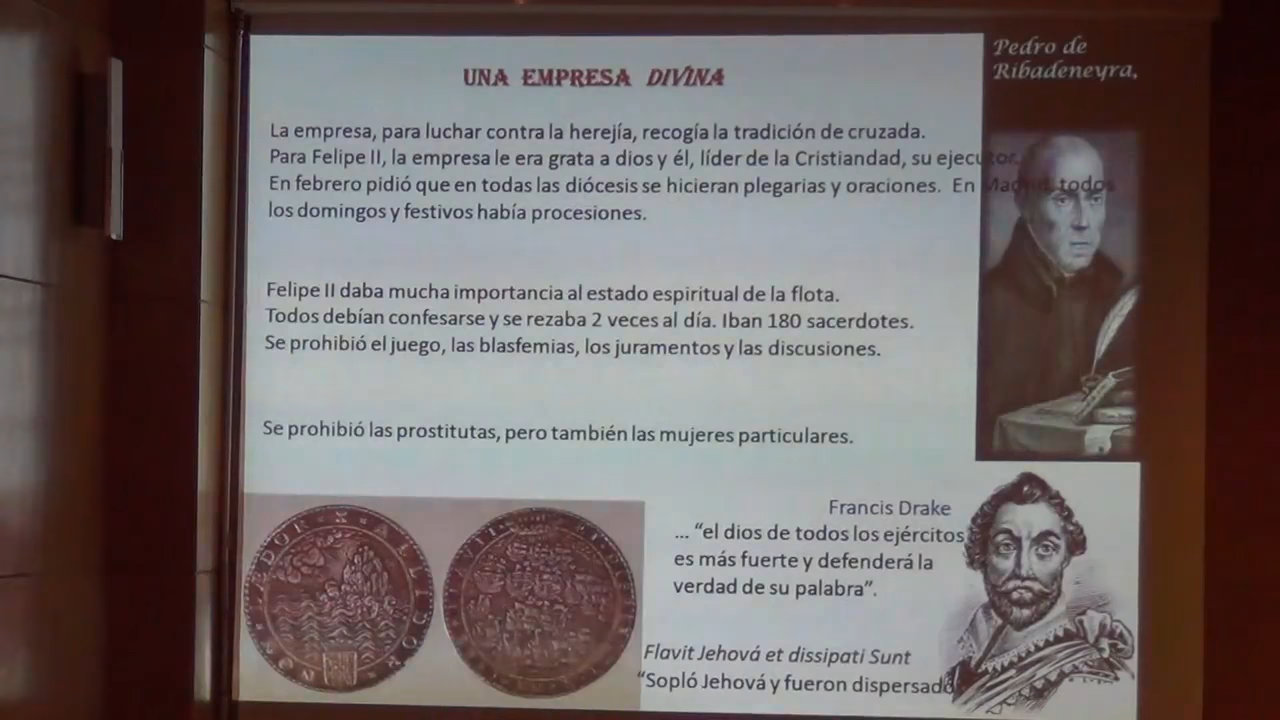 Pedro de
Ribadeneyra,
UNA EMPRESA DIVINA
La empresa, para luchar contra la herejía, recogía la tradición de cruzada.
Para Felipe II, la empresa le era grata a dios y él, líder de la Cristiandad, su ejecutor.
En febrero pidió que en todas las diócesis se hicieran plegarias y oraciones. En Madrid, todos
los domingos y festivos había procesiones.
Felipe II daba mucha importancia al estado espiritual de la flota.
Todos debían confesarse y se rezaba 2 veces al día. Iban 180 sacerdotes.
Se prohibió el juego, las blasfemias, los juramentos y las discusiones.
Se prohibió las prostitutas, pero también las mujeres particulares.
Francis Drake
... “el dios de todos los ejércitos
es más fuerte y defenderá la
verdad de su palabra”.
Flavit Jehová et dissipati Sunt
“Sopló Jehová y fueron dispersado